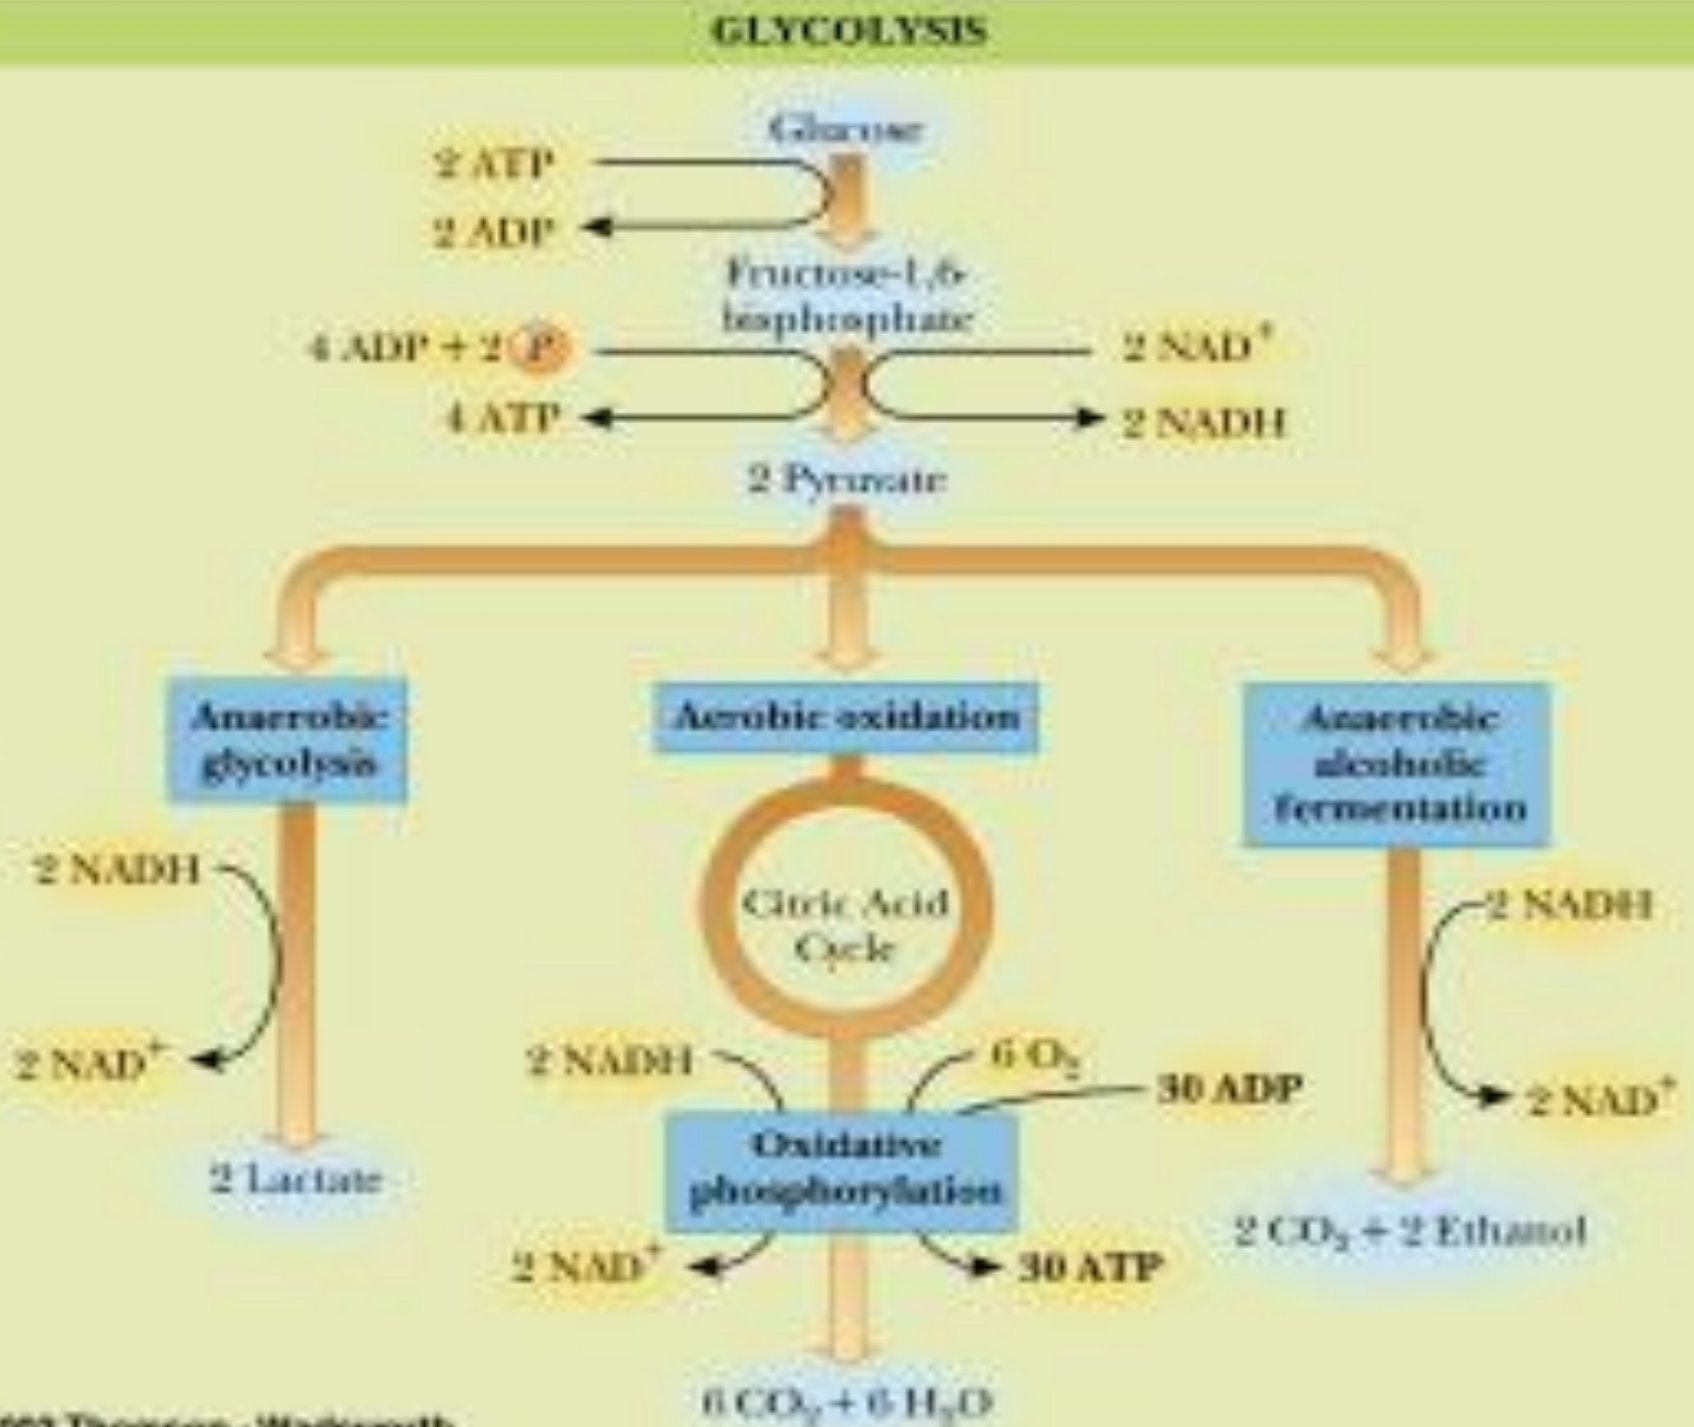 GLYCOLYSIS
Glucose
2 ATP
2 ADP
Fructose-1,6-
bisphosphate
4 ADP + 2 P
2 NAD+
4 ATP
2 NADH
2 Pyruvate
Anaerobic
glycolysis
Aerobic oxidation
Anaerobic
alcoholic
fermentation
2 NADH
2 NAD+
2 Lactate
Citric Acid
Cycle
2 NADH
6 O2
30 ADP
Oxidative
phosphorylation
2 NAD+
30 ATP
6 CO2 + 6 H2O
2 NADH
2 NAD+
2 CO2 + 2 Ethanol
Thomson - Wadsworth